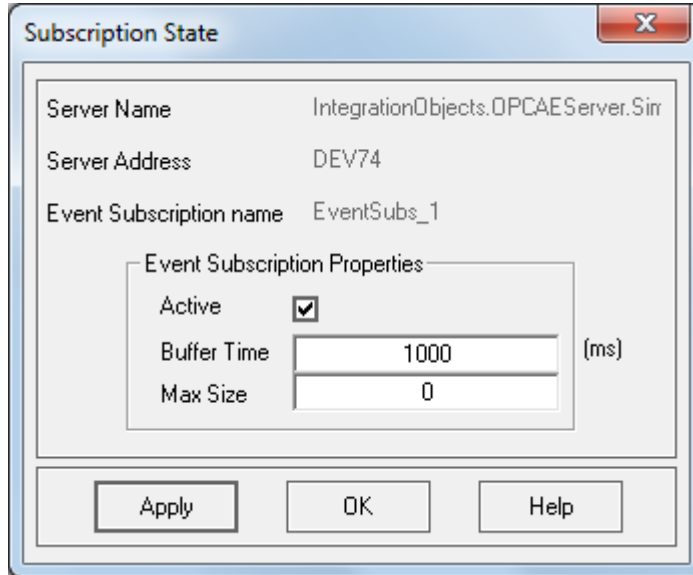 Subscription State
Server Name IntegrationObjects.OPCAEServer.Sim
Server Address DEV74
Event Subscription name EventSubs_1
Event Subscription Properties
Active
Buffer Time 1000 (ms)
Max Size 0
Apply OK Help